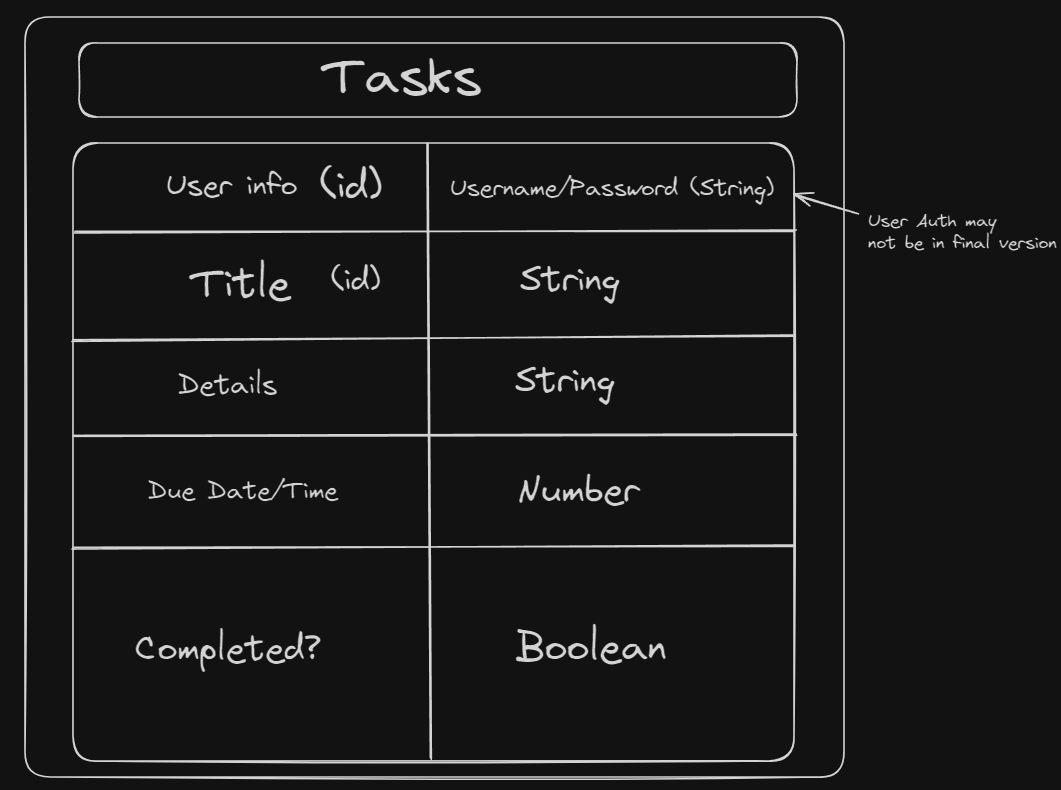 Tasks
User info (id)
Username/Password (String)
User Auth may
not be in final version
Title (id)
String
Details
String
Due Date/Time
Number
Completed?
Boolean